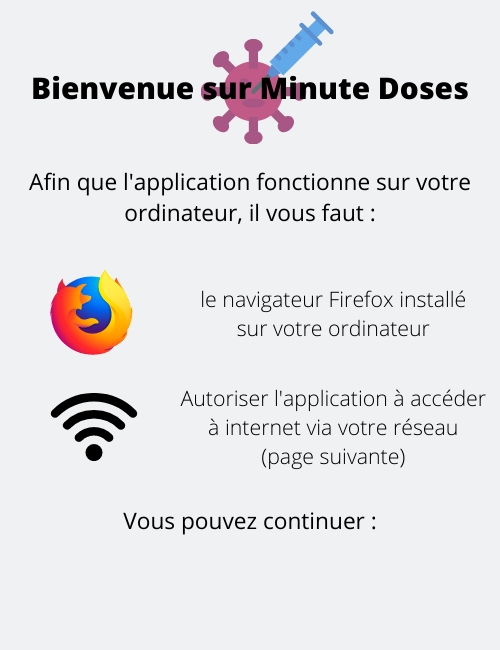 Bienvenue sur Minute Doses
Afin que l'application fonctionne sur votre
ordinateur, il vous faut :
le navigateur Firefox installé
sur votre ordinateur
Autoriser l'application à accéder
à internet via votre réseau
(page suivante)
Vous pouvez continuer :